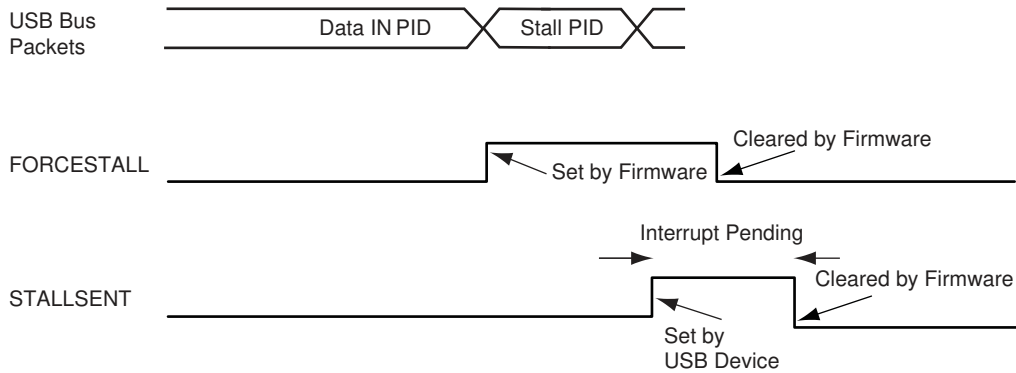 USB Bus
Packets
Data IN PID
Stall PID
FORCESTALL
Set by Firmware
Cleared by Firmware
Interrupt Pending
STALLSENT
Set by
USB Device
Cleared by Firmware